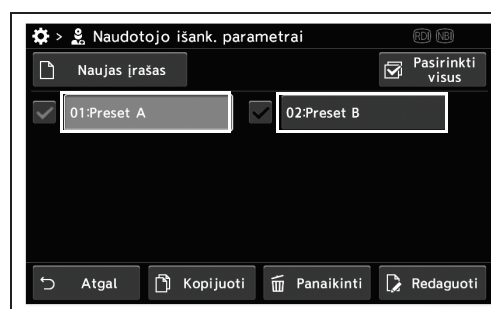 > Naudotojo išank. parametrai RDI NBI
Naujas įrašas
Pasirinkti
visus
01:Preset A 02:Preset B
Atgal Kopijuoti Panaikinti Redaguoti